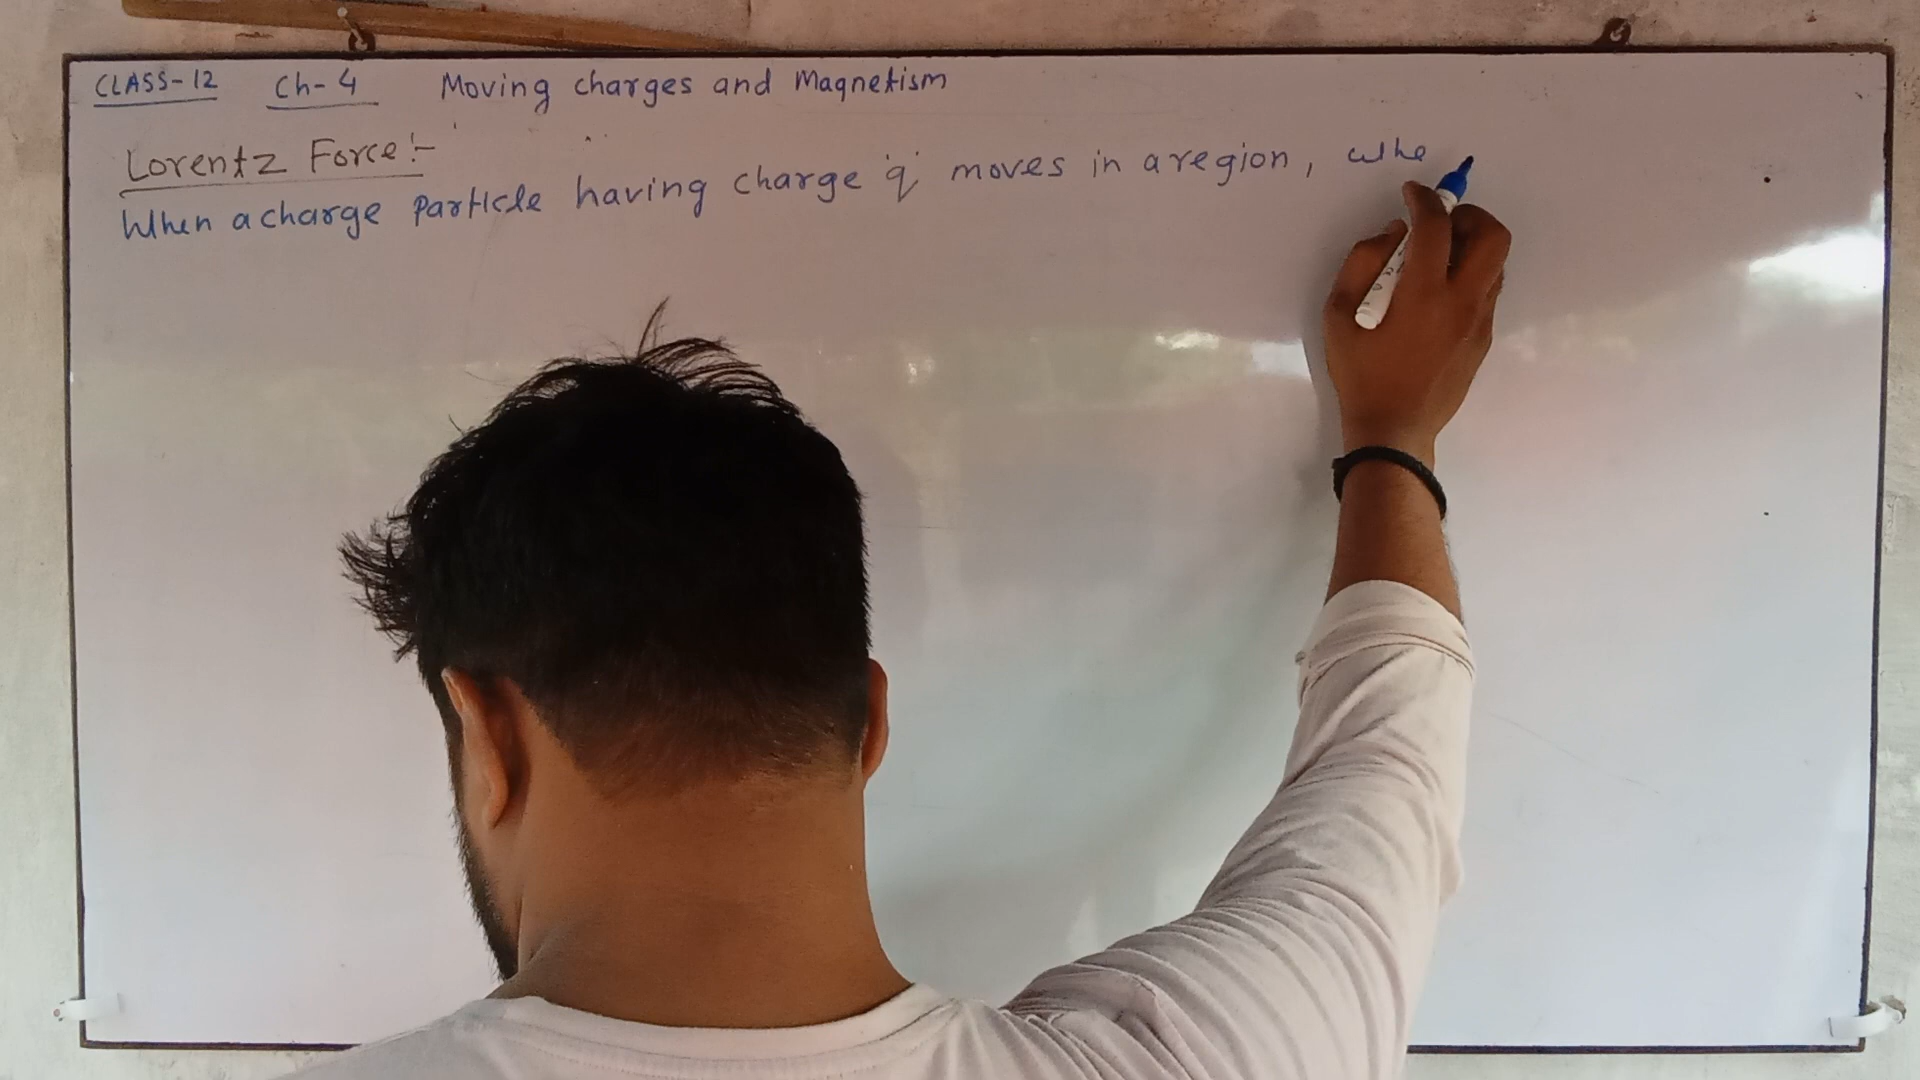 CLASS-12 Ch-4 Moving charges and Magnetism
Lorentz Force:-
When a charge particle having charge 'q' moves in a region, whe